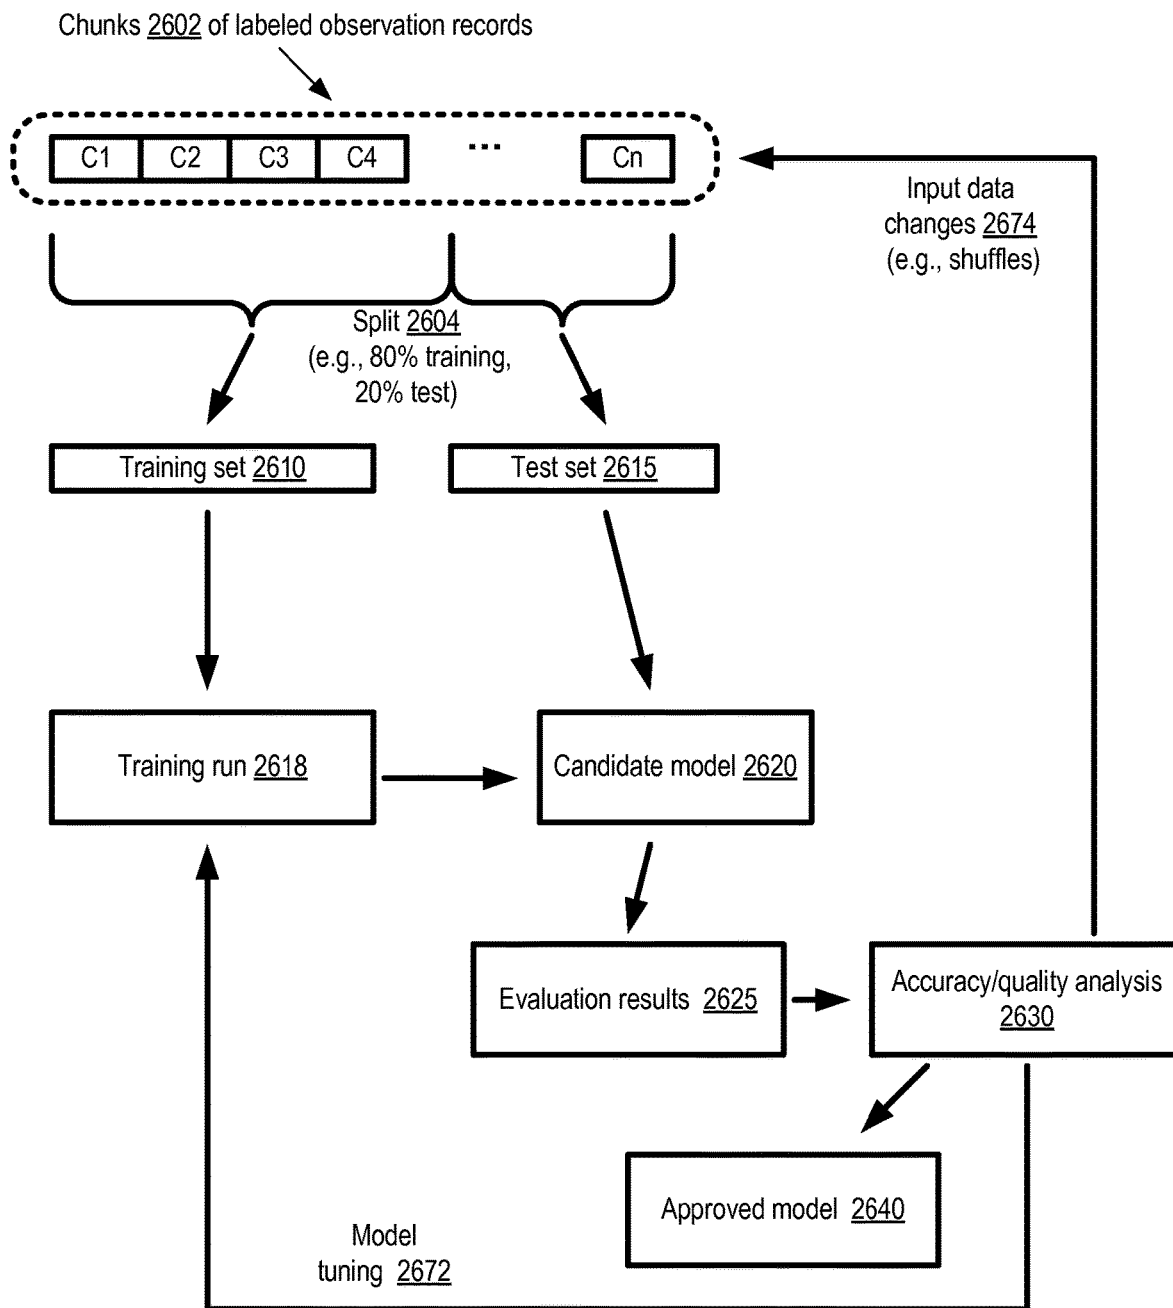 Chunks 2602 of labeled observation records
C1 C2 C3 C4 ... Cn
Input data
changes 2674
(e.g., shuffles)
Split 2604
(e.g., 80% training,
20% test)
Training set 2610
Test set 2615
Training run 2618
Candidate model 2620
Evaluation results 2625
Accuracy/quality analysis
2630
Approved model 2640
Model
tuning 2672